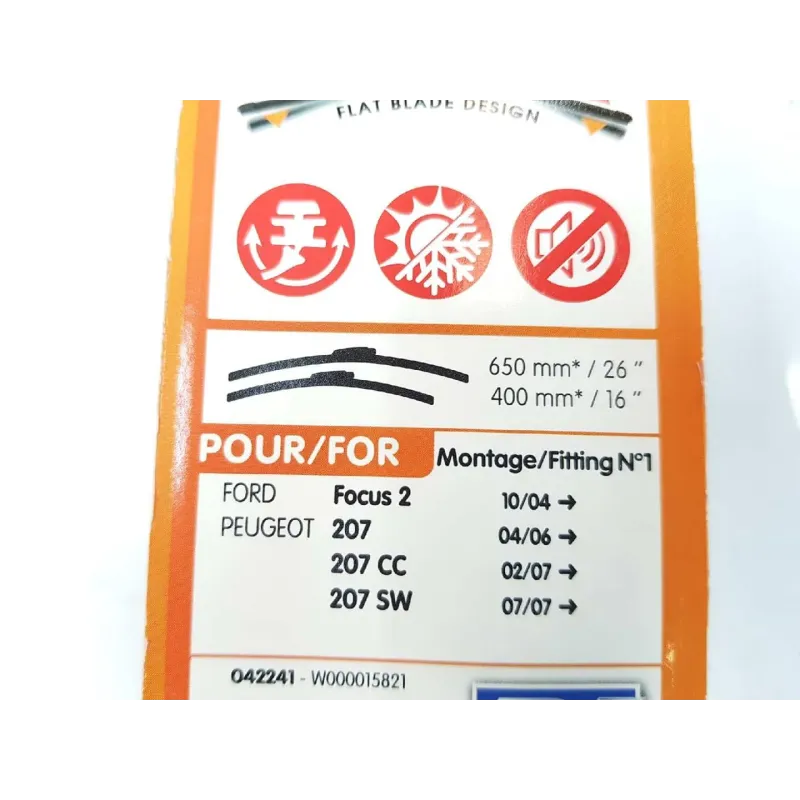 FLAT BLADE DESIGN
650 mm* / 26 "
400 mm* / 16 "
POUR/FOR Montage/Fitting N°1
FORD Focus 2 10/04 →
PEUGEOT 207 04/06 →
207 CC 02/07 →
207 SW 07/07 →
042241 - W000015821